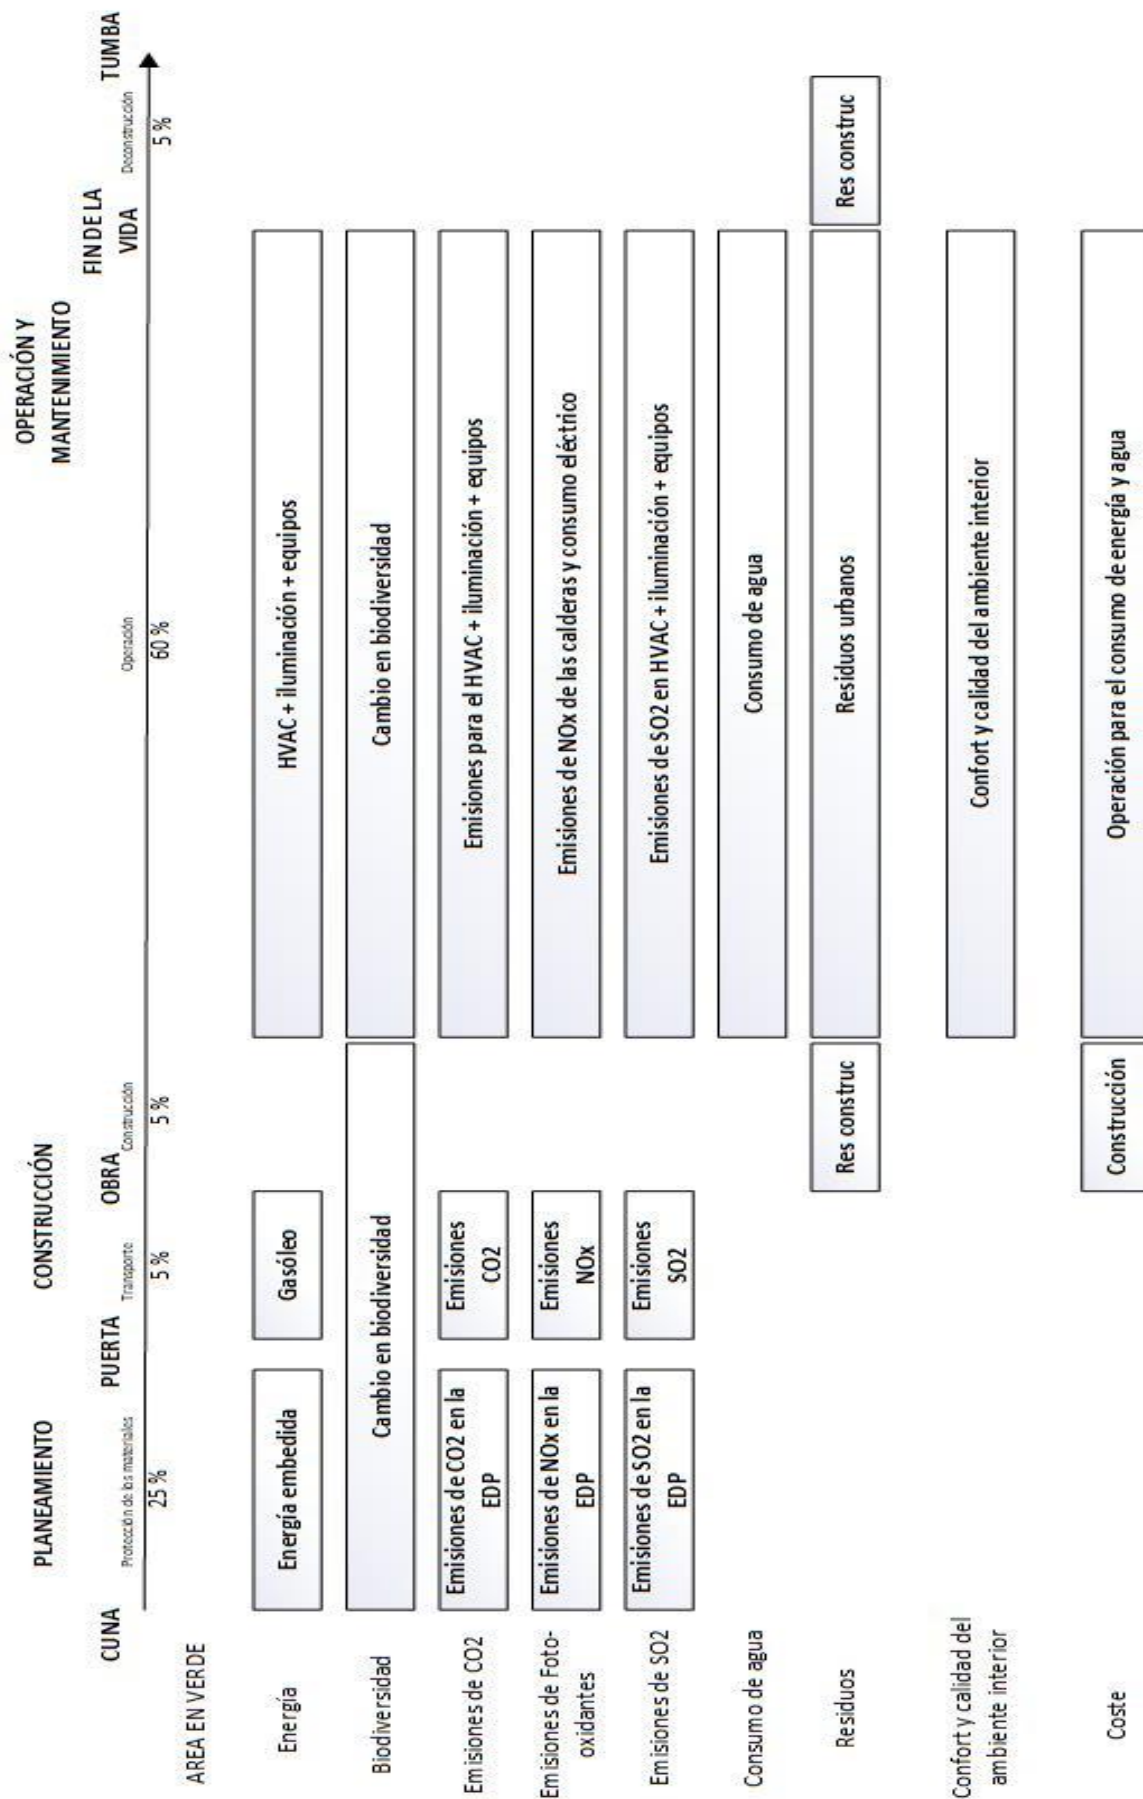 OPERACIÓN Y
MANTENIMIENTO
PLANEAMIENTO
CONSTRUCCIÓN
FIN DE LA
VIDA
CUNA
PUERTA
OBRA
TUMBA
Protección de los materiales
Transporte
Construcción
Operación
Deconstrucción
25%
5 %
5 %
60 %
5 %
AREA EN VERDE
Energía
Energía embedida
Gasóleo
HVAC + iluminación + equipos
Biodiversidad
Cambio en biodiversidad
Cambio en biodiversidad
Emisiones de CO2
Emisiones de CO2 en la
EDP
Emisiones
CO2
Emisiones para el HVAC + iluminación + equipos
Emisiones de Foto-
oxidantes
Emisiones de NOx en la
EDP
Emisiones
NOx
Emisiones de NOx de las calderas y consumo eléctrico
Emisiones de SO2
Emisiones de SO2 en la
EDP
Emisiones
SO2
Emisiones de SO2 en HVAC + iluminación + equipos
Consumo de agua
Consumo de agua
Residuos
Res construc
Residuos urbanos
Res construc
Confort y calidad del
ambiente interior
Confort y calidad del ambiente interior
Coste
Construcción
Operación para el consumo de energía y agua